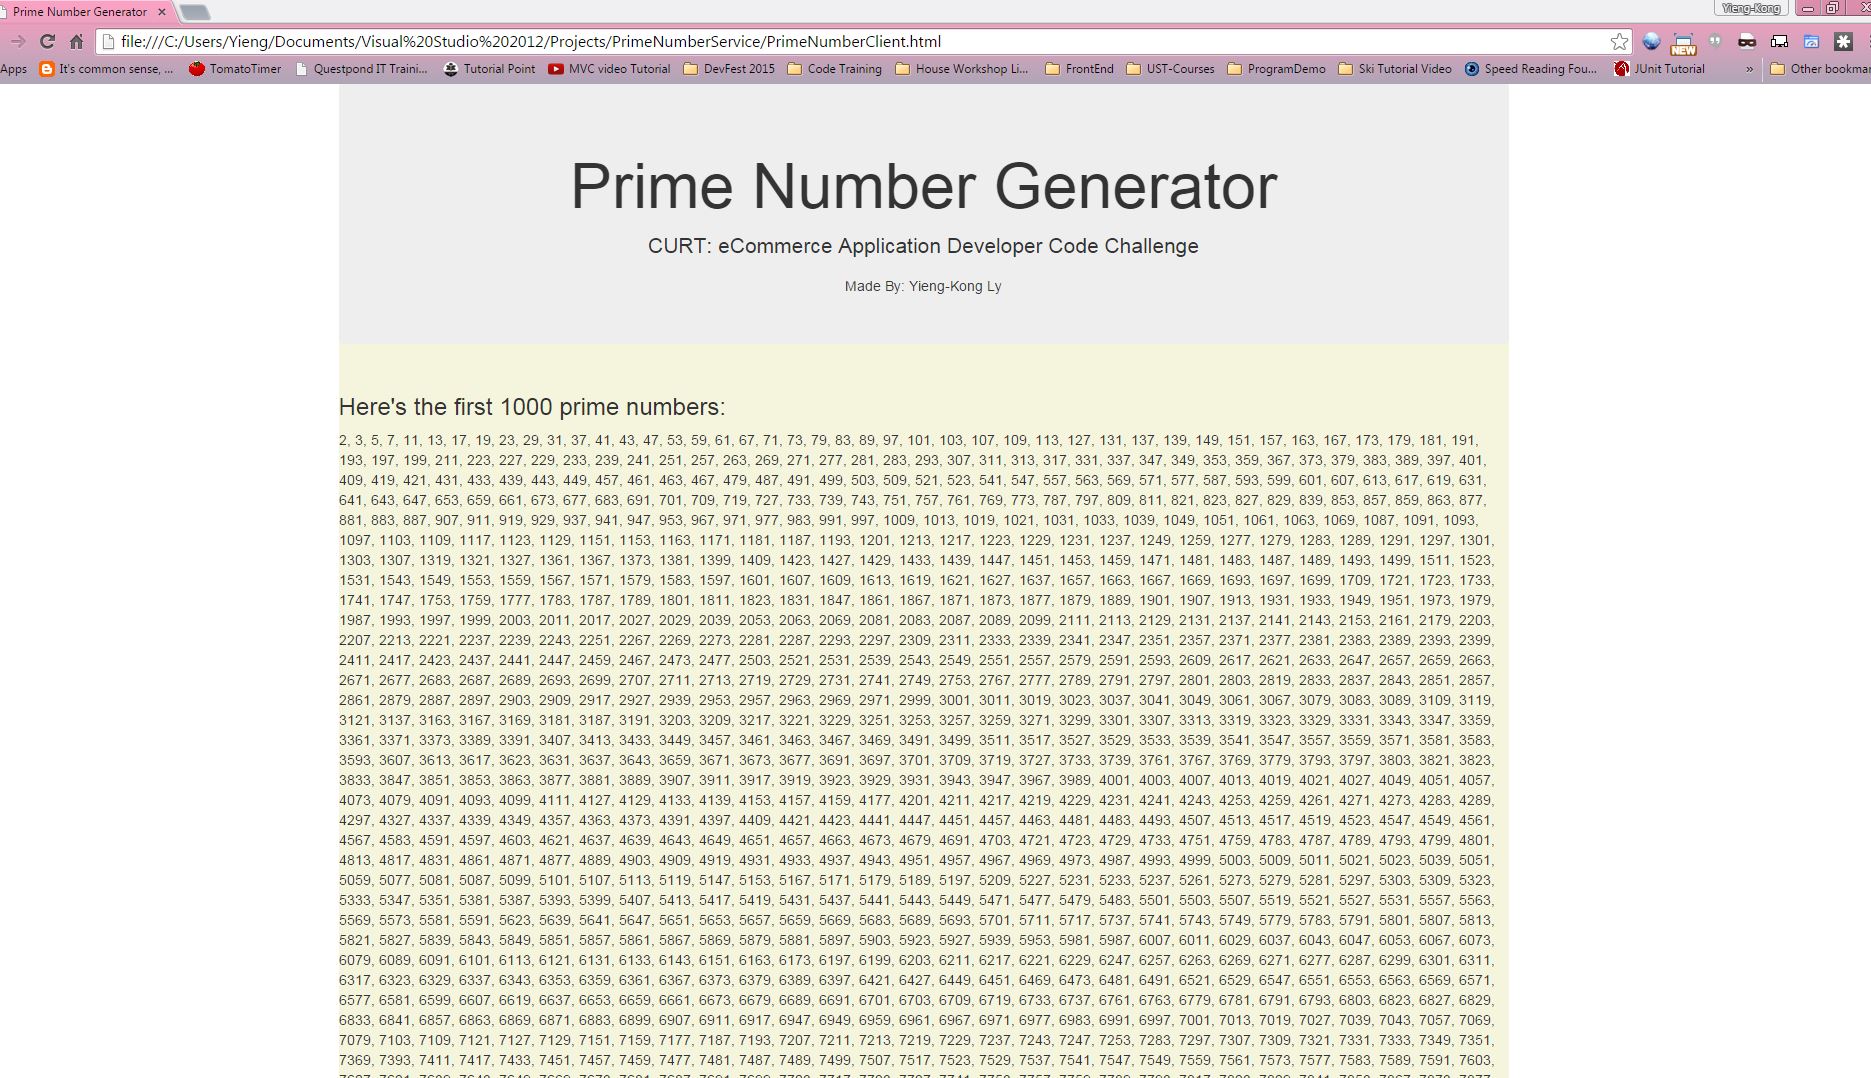 Prime Number Generator
Yieng-Kong
file:///C:/Users/Yieng/Documents/Visual%20Studio%202012/Projects/PrimeNumberService/PrimeNumberClient.html
NEW
Apps It's common sense, ... TomatoTimer Questpond IT Traini... Tutorial Point MVC video Tutorial DevFest 2015 Code Training House Workshop Li... FrontEnd UST-Courses ProgramDemo Ski Tutorial Video Speed Reading Fou... JUnit Tutorial » Other bookmar
Prime Number Generator
CURT: eCommerce Application Developer Code Challenge
Made By: Yieng-Kong Ly
Here's the first 1000 prime numbers:
2, 3, 5, 7, 11, 13, 17, 19, 23, 29, 31, 37, 41, 43, 47, 53, 59, 61, 67, 71, 73, 79, 83, 89, 97, 101, 103, 107, 109, 113, 127, 131, 137, 139, 149, 151, 157, 163, 167, 173, 179, 181, 191,
193, 197, 199, 211, 223, 227, 229, 233, 239, 241, 251, 257, 263, 269, 271, 277, 281, 283, 293, 307, 311, 313, 317, 331, 337, 347, 349, 353, 359, 367, 373, 379, 383, 389, 397, 401,
409, 419, 421, 431, 433, 439, 443, 449, 457, 461, 463, 467, 479, 487, 491, 499, 503, 509, 521, 523, 541, 547, 557, 563, 569, 571, 577, 587, 593, 599, 601, 607, 613, 617, 619, 631,
641, 643, 647, 653, 659, 661, 673, 677, 683, 691, 701, 709, 719, 727, 733, 739, 743, 751, 757, 761, 769, 773, 787, 797, 809, 811, 821, 823, 827, 829, 839, 853, 857, 859, 863, 877,
881, 883, 887, 907, 911, 919, 929, 937, 941, 947, 953, 967, 971, 977, 983, 991, 997, 1009, 1013, 1019, 1021, 1031, 1033, 1039, 1049, 1051, 1061, 1063, 1069, 1087, 1091, 1093,
1097, 1103, 1109, 1117, 1123, 1129, 1151, 1153, 1163, 1171, 1181, 1187, 1193, 1201, 1213, 1217, 1223, 1229, 1231, 1237, 1249, 1259, 1277, 1279, 1283, 1289, 1291, 1297, 1301,
1303, 1307, 1319, 1321, 1327, 1361, 1367, 1373, 1381, 1399, 1409, 1423, 1427, 1429, 1433, 1439, 1447, 1451, 1453, 1459, 1471, 1481, 1483, 1487, 1489, 1493, 1499, 1511, 1523,
1531, 1543, 1549, 1553, 1559, 1567, 1571, 1579, 1583, 1597, 1601, 1607, 1609, 1613, 1619, 1621, 1627, 1637, 1657, 1663, 1667, 1669, 1693, 1697, 1699, 1709, 1721, 1723, 1733,
1741, 1747, 1753, 1759, 1777, 1783, 1787, 1789, 1801, 1811, 1823, 1831, 1847, 1861, 1867, 1871, 1873, 1877, 1879, 1889, 1901, 1907, 1913, 1931, 1933, 1949, 1951, 1973, 1979,
1987, 1993, 1997, 1999, 2003, 2011, 2017, 2027, 2029, 2039, 2053, 2063, 2069, 2081, 2083, 2087, 2089, 2099, 2111, 2113, 2129, 2131, 2137, 2141, 2143, 2153, 2161, 2179, 2203,
2207, 2213, 2221, 2237, 2239, 2243, 2251, 2267, 2269, 2273, 2281, 2287, 2293, 2297, 2309, 2311, 2333, 2339, 2341, 2347, 2351, 2357, 2371, 2377, 2381, 2383, 2389, 2393, 2399,
2411, 2417, 2423, 2437, 2441, 2447, 2459, 2467, 2473, 2477, 2503, 2521, 2531, 2539, 2543, 2549, 2551, 2557, 2579, 2591, 2593, 2609, 2617, 2621, 2633, 2647, 2657, 2659, 2663,
2671, 2677, 2683, 2687, 2689, 2693, 2699, 2707, 2711, 2713, 2719, 2729, 2731, 2741, 2749, 2753, 2767, 2777, 2789, 2791, 2797, 2801, 2803, 2819, 2833, 2837, 2843, 2851, 2857,
2861, 2879, 2887, 2897, 2903, 2909, 2917, 2927, 2939, 2953, 2957, 2963, 2969, 2971, 2999, 3001, 3011, 3019, 3023, 3037, 3041, 3049, 3061, 3067, 3079, 3083, 3089, 3109, 3119,
3121, 3137, 3163, 3167, 3169, 3181, 3187, 3191, 3203, 3209, 3217, 3221, 3229, 3251, 3253, 3257, 3259, 3271, 3299, 3301, 3307, 3313, 3319, 3323, 3329, 3331, 3343, 3347, 3359,
3361, 3371, 3373, 3389, 3391, 3407, 3413, 3433, 3449, 3457, 3461, 3463, 3467, 3469, 3491, 3499, 3511, 3517, 3527, 3529, 3533, 3539, 3541, 3547, 3557, 3559, 3571, 3581, 3583,
3593, 3607, 3613, 3617, 3623, 3631, 3637, 3643, 3659, 3671, 3673, 3677, 3691, 3697, 3701, 3709, 3719, 3727, 3733, 3739, 3761, 3767, 3769, 3779, 3793, 3797, 3803, 3821, 3823,
3833, 3847, 3851, 3853, 3863, 3877, 3881, 3889, 3907, 3911, 3917, 3919, 3923, 3929, 3931, 3943, 3947, 3967, 3989, 4001, 4003, 4007, 4013, 4019, 4021, 4027, 4049, 4051, 4057,
4073, 4079, 4091, 4093, 4099, 4111, 4127, 4129, 4133, 4139, 4153, 4157, 4159, 4177, 4201, 4211, 4217, 4219, 4229, 4231, 4241, 4243, 4253, 4259, 4261, 4271, 4273, 4283, 4289,
4297, 4327, 4337, 4339, 4349, 4357, 4363, 4373, 4391, 4397, 4409, 4421, 4423, 4441, 4447, 4451, 4457, 4463, 4481, 4483, 4493, 4507, 4513, 4517, 4519, 4523, 4547, 4549, 4561,
4567, 4583, 4591, 4597, 4603, 4621, 4637, 4639, 4643, 4649, 4651, 4657, 4663, 4673, 4679, 4691, 4703, 4721, 4723, 4729, 4733, 4751, 4759, 4783, 4787, 4789, 4793, 4799, 4801,
4813, 4817, 4831, 4861, 4871, 4877, 4889, 4903, 4909, 4919, 4931, 4933, 4937, 4943, 4951, 4957, 4967, 4969, 4973, 4987, 4993, 4999, 5003, 5009, 5011, 5021, 5023, 5039, 5051,
5059, 5077, 5081, 5087, 5099, 5101, 5107, 5113, 5119, 5147, 5153, 5167, 5171, 5179, 5189, 5197, 5209, 5227, 5231, 5233, 5237, 5261, 5273, 5279, 5281, 5297, 5303, 5309, 5323,
5333, 5347, 5351, 5381, 5387, 5393, 5399, 5407, 5413, 5417, 5419, 5431, 5437, 5441, 5443, 5449, 5471, 5477, 5479, 5483, 5501, 5503, 5507, 5519, 5521, 5527, 5531, 5557, 5563,
5569, 5573, 5581, 5591, 5623, 5639, 5641, 5647, 5651, 5653, 5657, 5659, 5669, 5683, 5689, 5693, 5701, 5711, 5717, 5737, 5741, 5743, 5749, 5779, 5783, 5791, 5801, 5807, 5813,
5821, 5827, 5839, 5843, 5849, 5851, 5857, 5861, 5867, 5869, 5879, 5881, 5897, 5903, 5923, 5927, 5939, 5953, 5981, 5987, 6007, 6011, 6029, 6037, 6043, 6047, 6053, 6067, 6073,
6079, 6089, 6091, 6101, 6113, 6121, 6131, 6133, 6143, 6151, 6163, 6173, 6197, 6199, 6203, 6211, 6217, 6221, 6229, 6247, 6257, 6263, 6269, 6271, 6277, 6287, 6299, 6301, 6311,
6317, 6323, 6329, 6337, 6343, 6353, 6359, 6361, 6367, 6373, 6379, 6389, 6397, 6421, 6427, 6449, 6451, 6469, 6473, 6481, 6491, 6521, 6529, 6547, 6551, 6553, 6563, 6569, 6571,
6577, 6581, 6599, 6607, 6619, 6637, 6653, 6659, 6661, 6673, 6679, 6689, 6691, 6701, 6703, 6709, 6719, 6733, 6737, 6761, 6763, 6779, 6781, 6791, 6793, 6803, 6823, 6827, 6829,
6833, 6841, 6857, 6863, 6869, 6871, 6883, 6899, 6907, 6911, 6917, 6947, 6949, 6959, 6961, 6967, 6971, 6977, 6983, 6991, 6997, 7001, 7013, 7019, 7027, 7039, 7043, 7057, 7069,
7079, 7103, 7109, 7121, 7127, 7129, 7151, 7159, 7177, 7187, 7193, 7207, 7211, 7213, 7219, 7229, 7237, 7243, 7247, 7253, 7283, 7297, 7307, 7309, 7321, 7331, 7333, 7349, 7351,
7369, 7393, 7411, 7417, 7433, 7451, 7457, 7459, 7477, 7481, 7487, 7489, 7499, 7507, 7517, 7523, 7529, 7537, 7541, 7547, 7549, 7559, 7561, 7573, 7577, 7583, 7589, 7591, 7603,